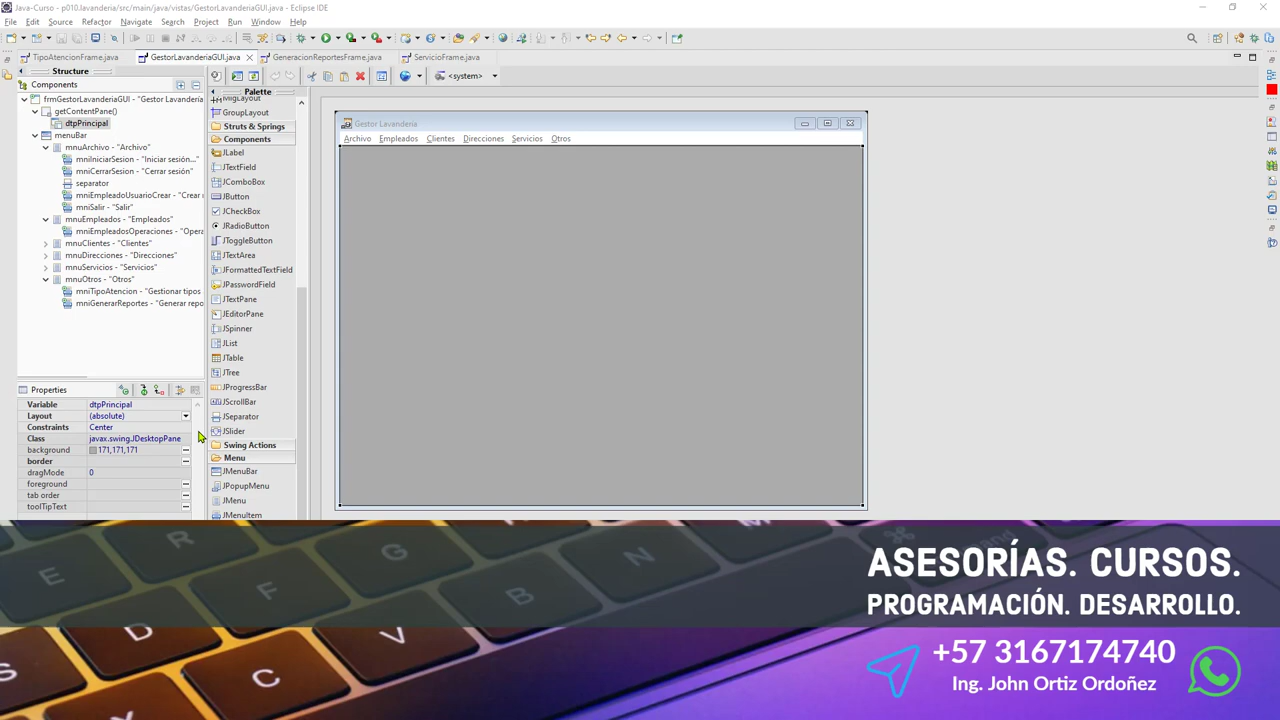 Java-Curso - p010.lavanderia/src/main/java/vistas/GestorLavanderiaGUI.java - Eclipse IDE
File Edit Source Refactor Navigate Search Project Run Window Help
<system>
TipoAtencionFrame.java GestorLavanderiaGUI.java GeneracionReportesFrame.java ServicioFrame.java
Structure
Components
frmGestorLavanderiaGUI - "Gestor Lavandería
getContentPane()
dtpPrincipal
menuBar
mnuArchivo - "Archivo"
mniIniciarSesion - "Iniciar sesión..."
mniCerrarSesion - "Cerrar sesión"
separator
mniEmpleadoUsuarioCrear - "Crear
mniSalir - "Salir"
mnuEmpleados - "Empleados"
mniEmpleadosOperaciones - "Opera
mnuClientes - "Clientes"
mnuDirecciones - "Direcciones"
mnuServicios - "Servicios"
mnuOtros - "Otros"
mniTipoAtencion - "Gestionar tipos
mniGenerarReportes - "Generar repo
Properties
Variable dtpPrincipal
Layout (absolute)
Constraints Center
Class javax.swing.JDesktopPane
background 171,171,171
border
dragMode 0
foreground
tab order
toolTipText
Palette
MigLayout
GroupLayout
Struts & Springs
Components
JLabel
JTextField
JComboBox
JButton
JCheckBox
JRadioButton
JToggleButton
JTextArea
JFormattedTextField
JPasswordField
JTextPane
JEditorPane
JSpinner
JList
JTable
JTree
JProgressBar
JScrollBar
JSeparator
JSlider
Swing Actions
Menu
JMenuBar
JPopupMenu
JMenu
JMenuItem
Gestor Lavandería
Archivo Empleados Clientes Direcciones Servicios Otros
ASESORÍAS. CURSOS.
PROGRAMACIÓN. DESARROLLO.
+57 3167174740
Ing. John Ortiz Ordoñez
E R F G H B N M D V C S